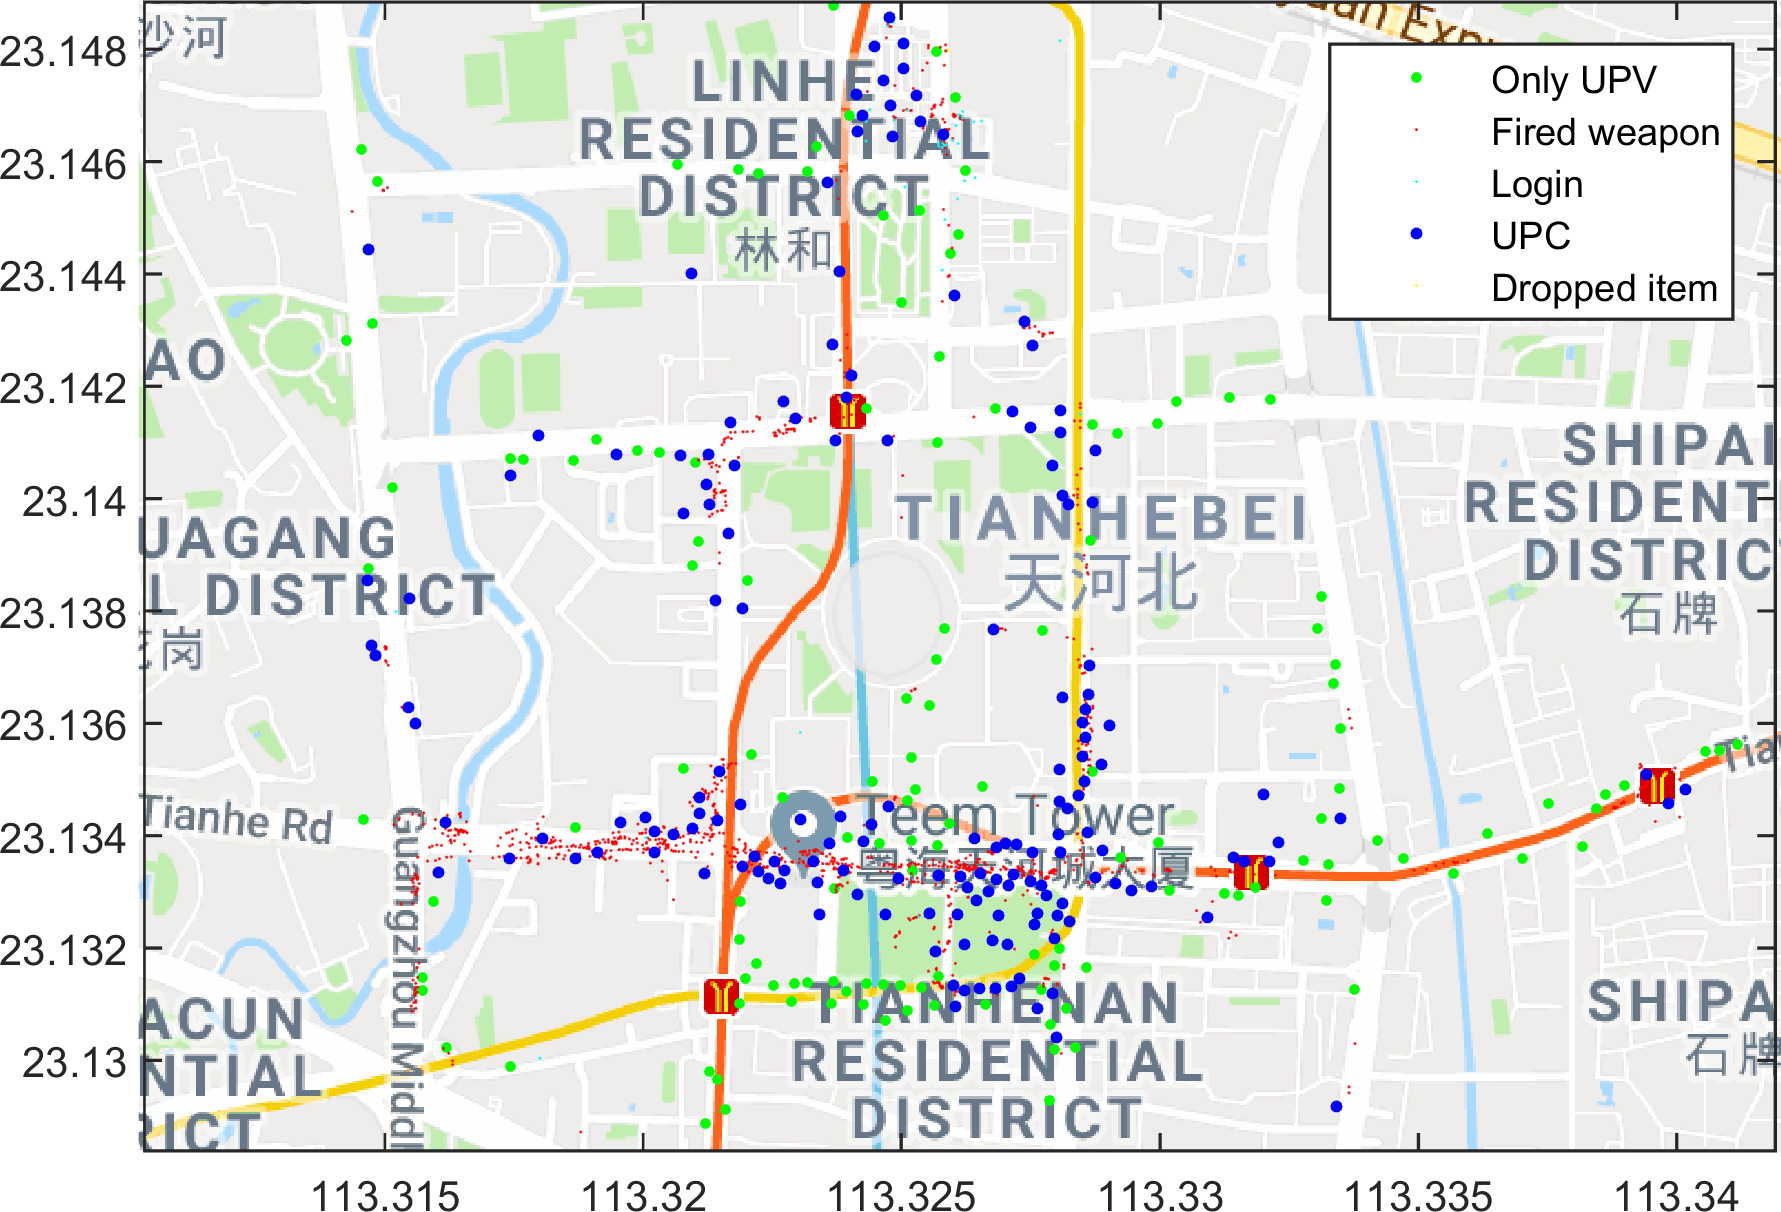 23.148
23.146
23.144
23.142
23.14
23.138
23.136
23.134
23.132
23.13
113.315
113.32
113.325
113.33
113.335
113.34
Only UPV
Fired weapon
Login
UPC
Dropped item
沙河
LINHE
RESIDENTIAL
DISTRICT
林和
AO
UAGANG
L DISTRICT
岗
TIANHEBEI
天河北
SHIPAI
RESIDENT
DISTRIC
石牌
Tianhe Rd
Guangzhou Middl
Teem Tower
粤海天河城大厦
Tia
ACUN
NTIAL
RICT
TIANHENAN
RESIDENTIAL
DISTRICT
SHIPA
石牌